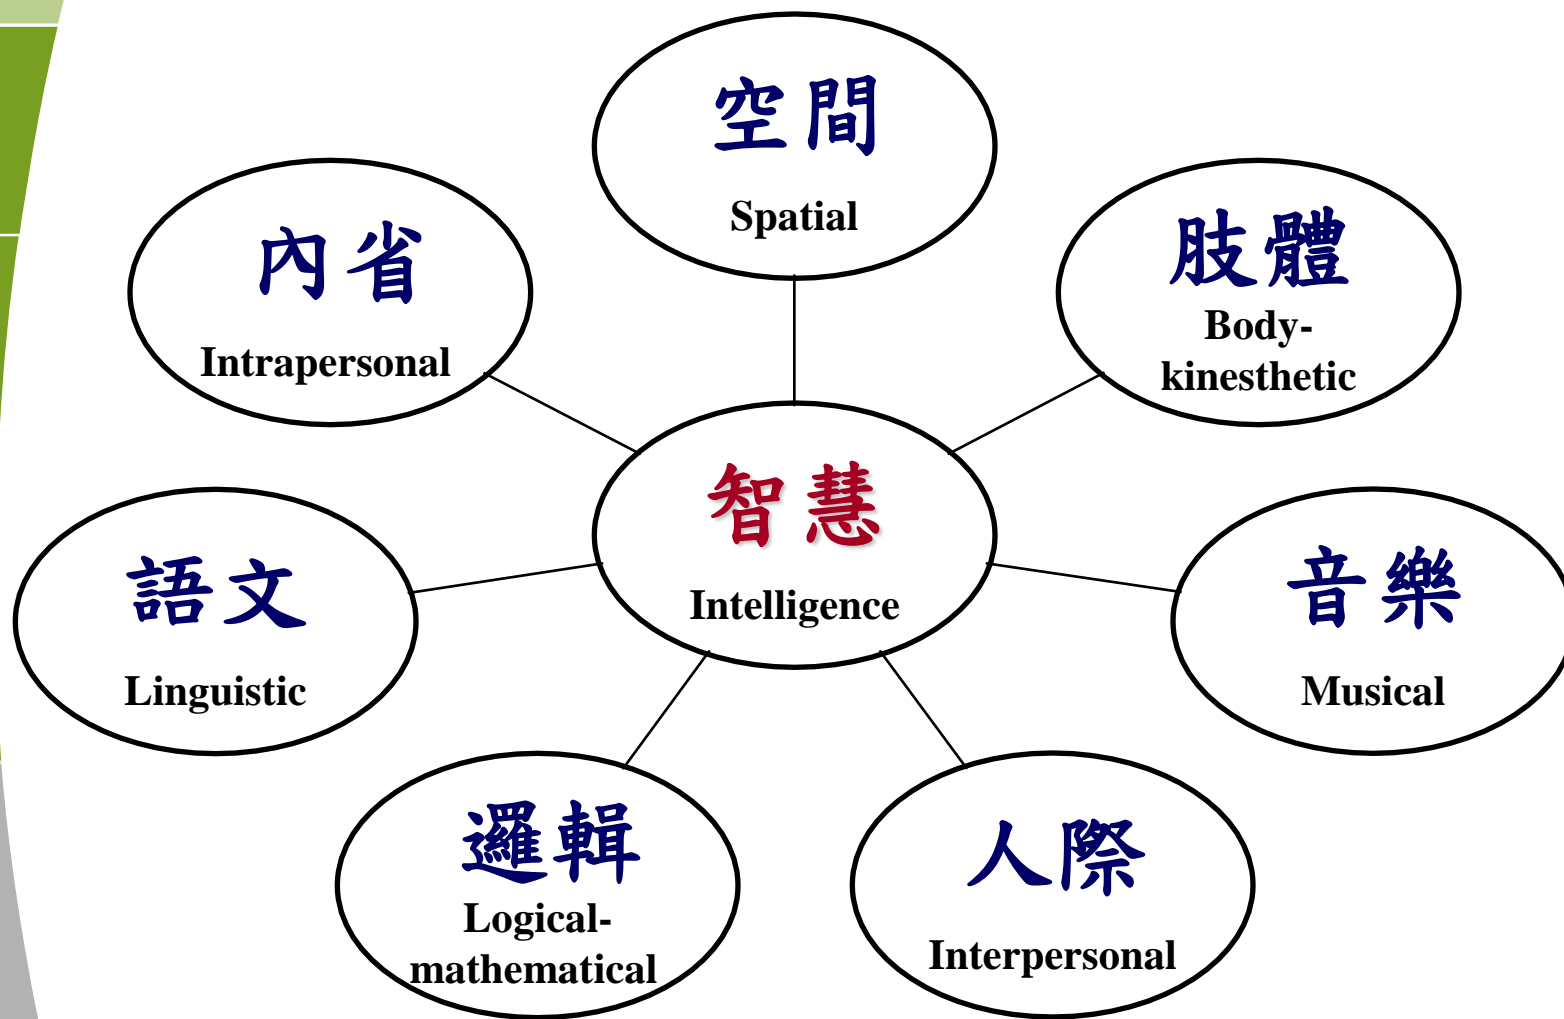 空間
Spatial
內省
Intrapersonal
肢體
Body-
kinesthetic
智慧
Intelligence
語文
Linguistic
音樂
Musical
邏輯
Logical-
mathematical
人際
Interpersonal